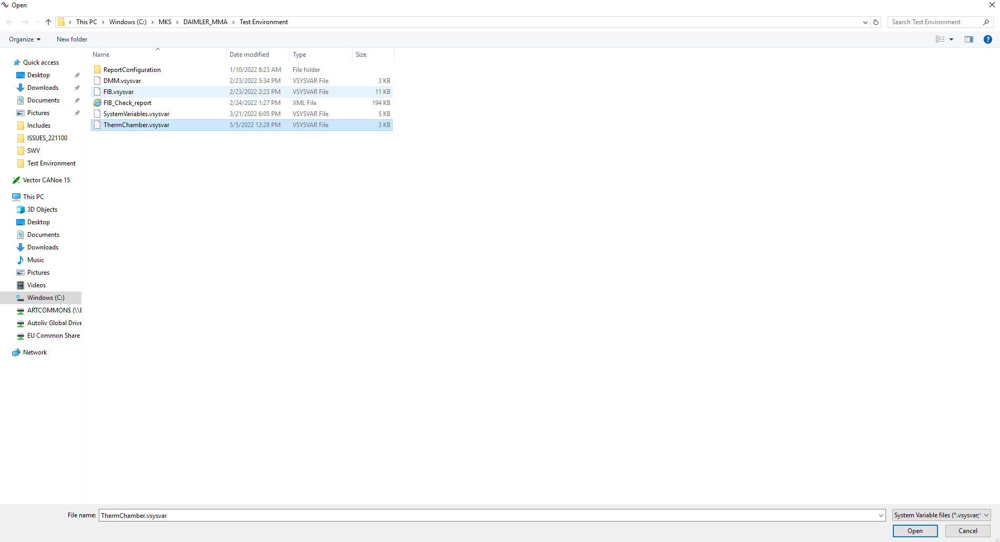 Open
This PC > Windows (C:) > MKS > DAIMLER_MMA > Test Environment
Search Test Environment
Organize
New folder
Name Date modified Type Size
ReportConfiguration 1/10/2022 8:23 AM File folder
DMM.vsysvar 2/23/2022 5:34 PM VSYSVAR File 3 KB
FIB.vsysvar 2/23/2022 2:23 PM VSYSVAR File 11 KB
FIB_Check_report 2/24/2022 1:27 PM XML File 194 KB
SystemVariables.vsysvar 3/21/2022 6:05 PM VSYSVAR File 5 KB
ThermChamber.vsysvar 5/5/2022 12:28 PM VSYSVAR File 3 KB
Quick access
Desktop
Downloads
Documents
Pictures
Includes
ISSUES_221100
SWV
Test Environment
Vector CANoe 15
This PC
3D Objects
Desktop
Documents
Downloads
Music
Pictures
Videos
Windows (C:)
ARTCOMMON$ (\\E
Autoliv Global Drive
EU Common Share
Network
File name: ThermChamber.vsysvar
System Variable files (*.vsysvar;*
Open
Cancel